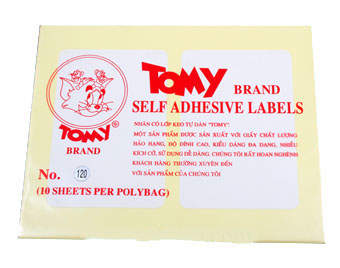 TOMY BRAND
SELF ADHESIVE LABELS
NHÃN CÓ LỚP KEO TỰ DÁN "TOMY".
MỘT SẢN PHẨM ĐƯỢC SẢN XUẤT VỚI GIẤY CHẤT LƯỢNG
HẢO HẠNG, ĐỘ DÍNH CAO, KIỂU DÁNG ĐA DẠNG, NHIỀU
KÍCH CỠ, SỬ DỤNG DỄ DÀNG. CHÚNG TÔI RẤT HOAN NGHÊNH
KHÁCH HÀNG THƯỜNG XUYÊN ĐẾN
VỚI SẢN PHẨM CỦA CHÚNG TÔI
TOMY®
BRAND
No. 120
(10 SHEETS PER POLYBAG)